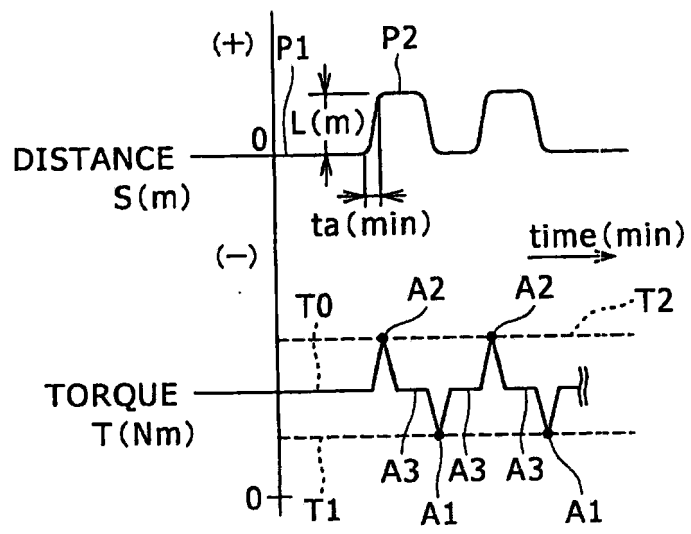 (+)
P1
P2
0
L(m)
DISTANCE
S(m)
ta(min)
(−)
time(min)
T0
A2
A2
T2
TORQUE
T(Nm)
A3
A3
A3
0
T1
A1
A1